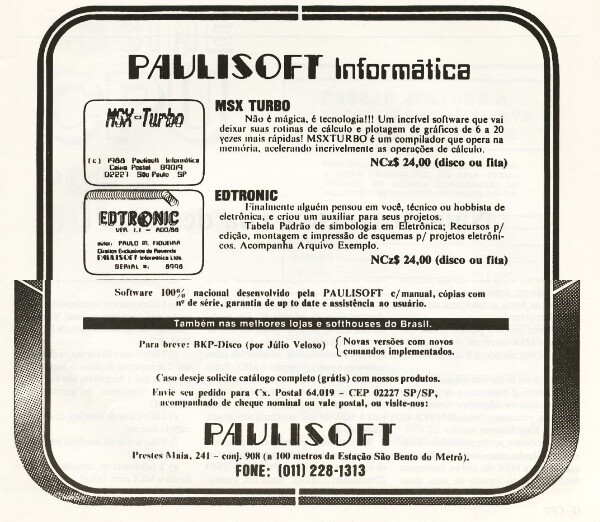 PAULISOFT Informática
MSX-Turbo
(c) 1988 Paulisoft Informática
Caixa Postal 64019
02227 São Paulo SP
MSX TURBO
Não é mágica, é tecnologia!!! Um incrível software que vai
deixar suas rotinas de cálculo e plotagem de gráficos de 6 a 20
vezes mais rápidas! MSXTURBO é um compilador que opera na
memória, acelerando incrivelmente as operações de cálculo.
NCz$ 24,00 (disco ou fita)
EDTRONIC
VER. 1.1 - AGO/88
autor: PAULO M. FIGUEIRA
Direitos Exclusivos de Revenda
PAULISOFT Informática Ltda.
SERIAL #:
EDTRONIC
Finalmente alguém pensou em você, técnico ou hobbista de
eletrônica, e criou um auxiliar para seus projetos.
Tabela Padrão de simbologia em Eletrônica; Recursos p/
edição, montagem e impressão de esquemas p/ projetos eletrôni-
cos. Acompanha Arquivo Exemplo.
NCz$ 24,00 (disco ou fita)
Software 100% nacional desenvolvido pela PAULISOFT c/manual, cópias com
nº de série, garantia de up to date e assistência ao usuário.
Também nas melhores lojas e softhouses do Brasil.
Para breve: BKP-Disco (por Júlio Veloso) { Novas versões com novos
comandos implementados.
Caso deseje solicite catálogo completo (grátis) com nossos produtos.
Envie seu pedido para Cx. Postal 64.019 - CEP 02227 SP/SP,
acompanhado de cheque nominal ou vale postal, ou visite-nos:
PAULISOFT
Prestes Maia, 241 - conj. 908 (a 100 metros da Estação São Bento do Metrô).
FONE: (011) 228-1313